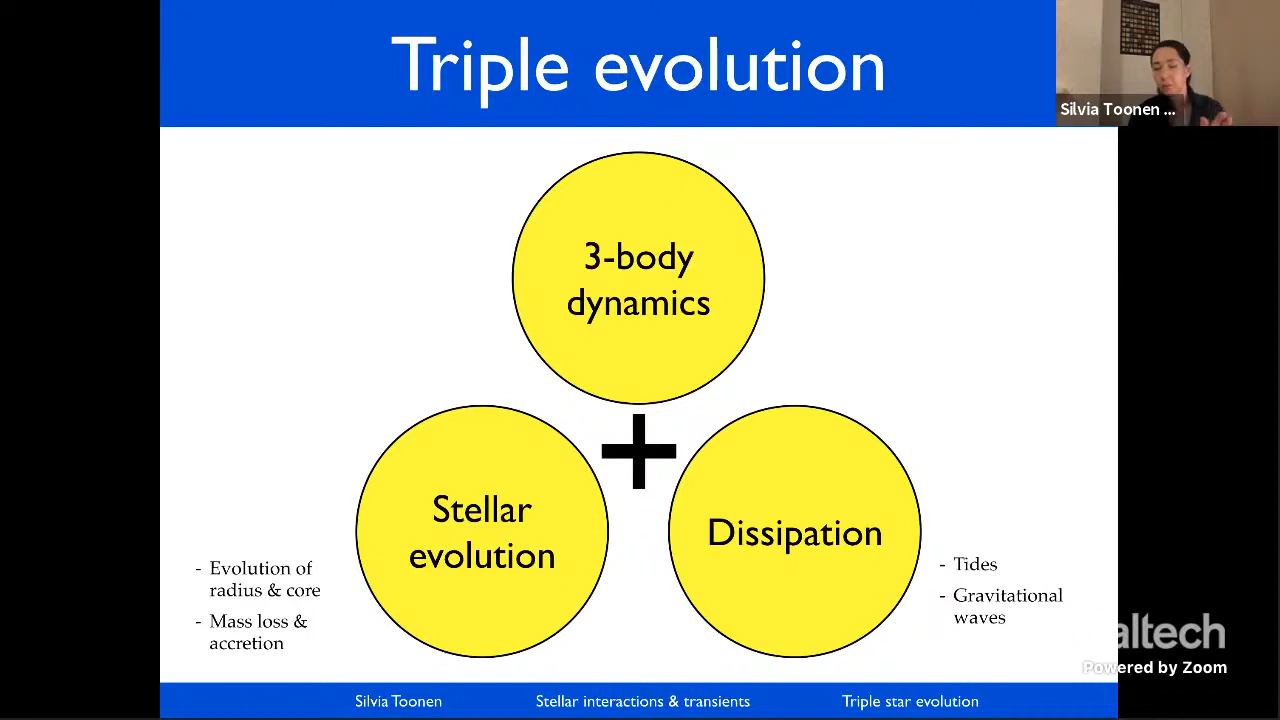 Triple evolution
Silvia Toonen ...
3-body
dynamics
+
Stellar
evolution
Dissipation
- Evolution of
radius & core
- Mass loss &
accretion
- Tides
- Gravitational
waves
altech
Powered by Zoom
Silvia Toonen
Stellar interactions & transients
Triple star evolution